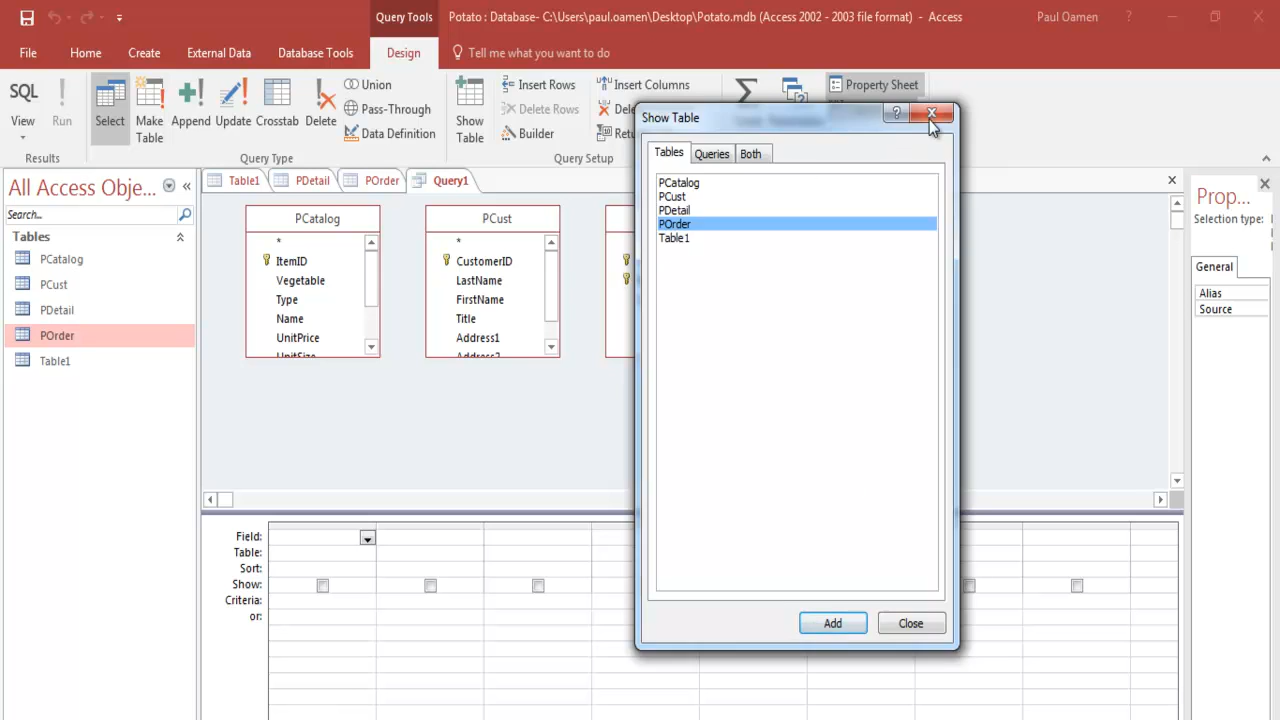 Query Tools
Potato : Database- C:\Users\paul.oamen\Desktop\Potato.mdb (Access 2002 - 2003 file format) - Access
Paul Oamen
?
File
Home
Create
External Data
Database Tools
Design
Tell me what you want to do
SQL
View
Run
Results
Select
Make
Table
Append
Update
Crosstab
Delete
Union
Pass-Through
Data Definition
Query Type
Show
Table
Insert Rows
Delete Rows
Builder
Insert Columns
Query Setup
Property Sheet
All Access Obje...
Search...
Tables
PCatalog
PCust
PDetail
POrder
Table1
Table1
PDetail
POrder
Query1
PCatalog
*
ItemID
Vegetable
Type
Name
UnitPrice
UnitSize
PCust
*
CustomerID
LastName
FirstName
Title
Address1
Address2
Show Table
?
Tables
Queries
Both
PCatalog
PCust
PDetail
POrder
Table1
Add
Close
Field:
Table:
Sort:
Show:
Criteria:
or:
Prop...
Selection type:
General
Alias
Source